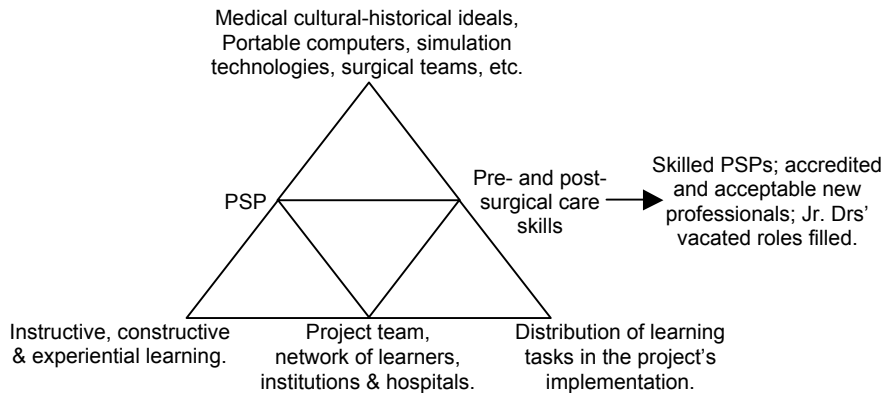 Medical cultural-historical ideals,
Portable computers, simulation
technologies, surgical teams, etc.
PSP
Pre- and post-
surgical care
skills
Skilled PSPs; accredited
and acceptable new
professionals; Jr. Drs’
vacated roles filled.
Instructive, constructive
& experiential learning.
Project team,
network of learners,
institutions & hospitals.
Distribution of learning
tasks in the project’s
implementation.